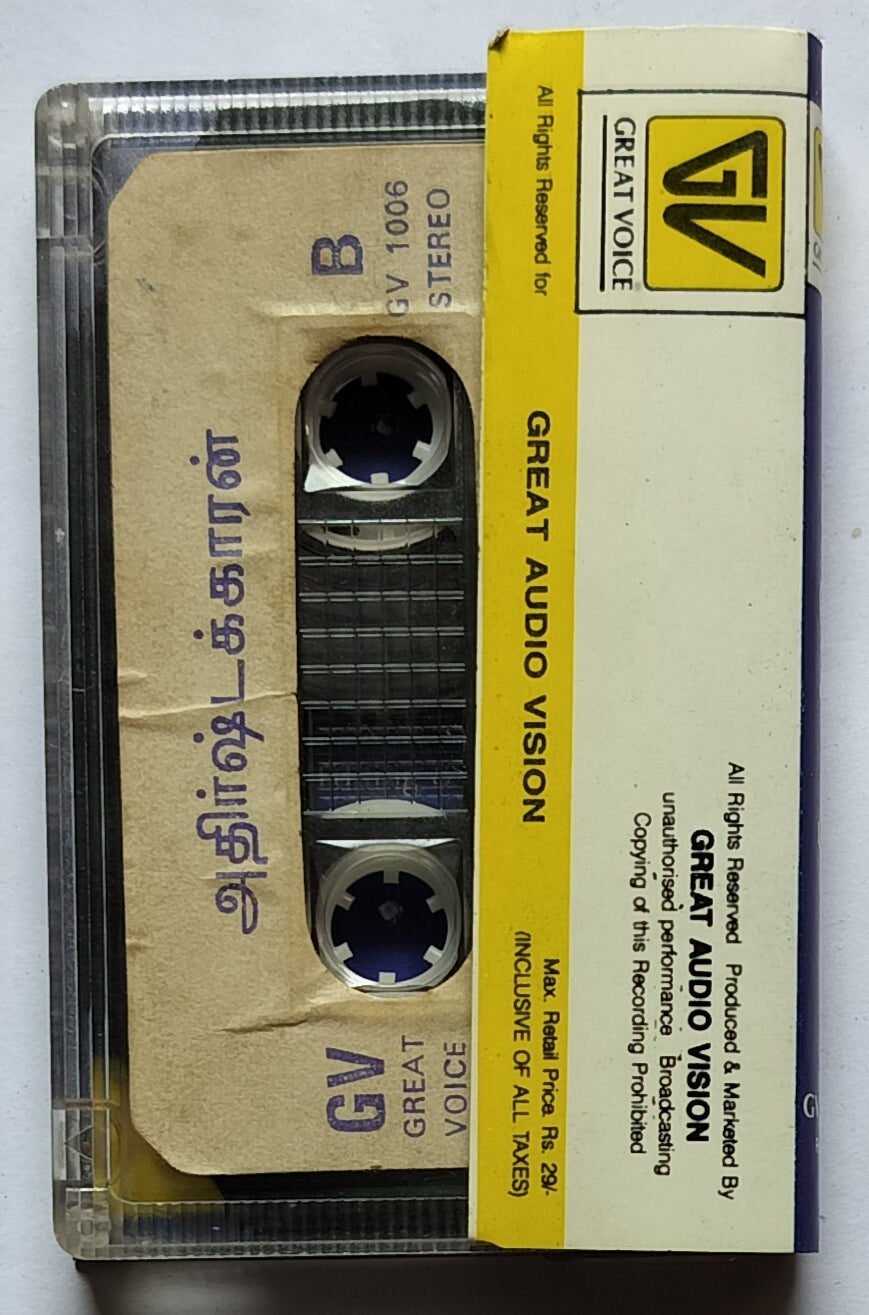 அதிர்ஷ்டக்காரன்
GV
GREAT
VOICE
B
GV 1006
STEREO
GV
GREAT VOICE
All Rights Reserved for
GREAT AUDIO VISION
Max. Retail Price. Rs. 29/-
(INCLUSIVE OF ALL TAXES)
All Rights Reserved Produced & Marketed By
GREAT AUDIO VISION
unauthorised performance Broadcasting
Copying of this Recording Prohibited